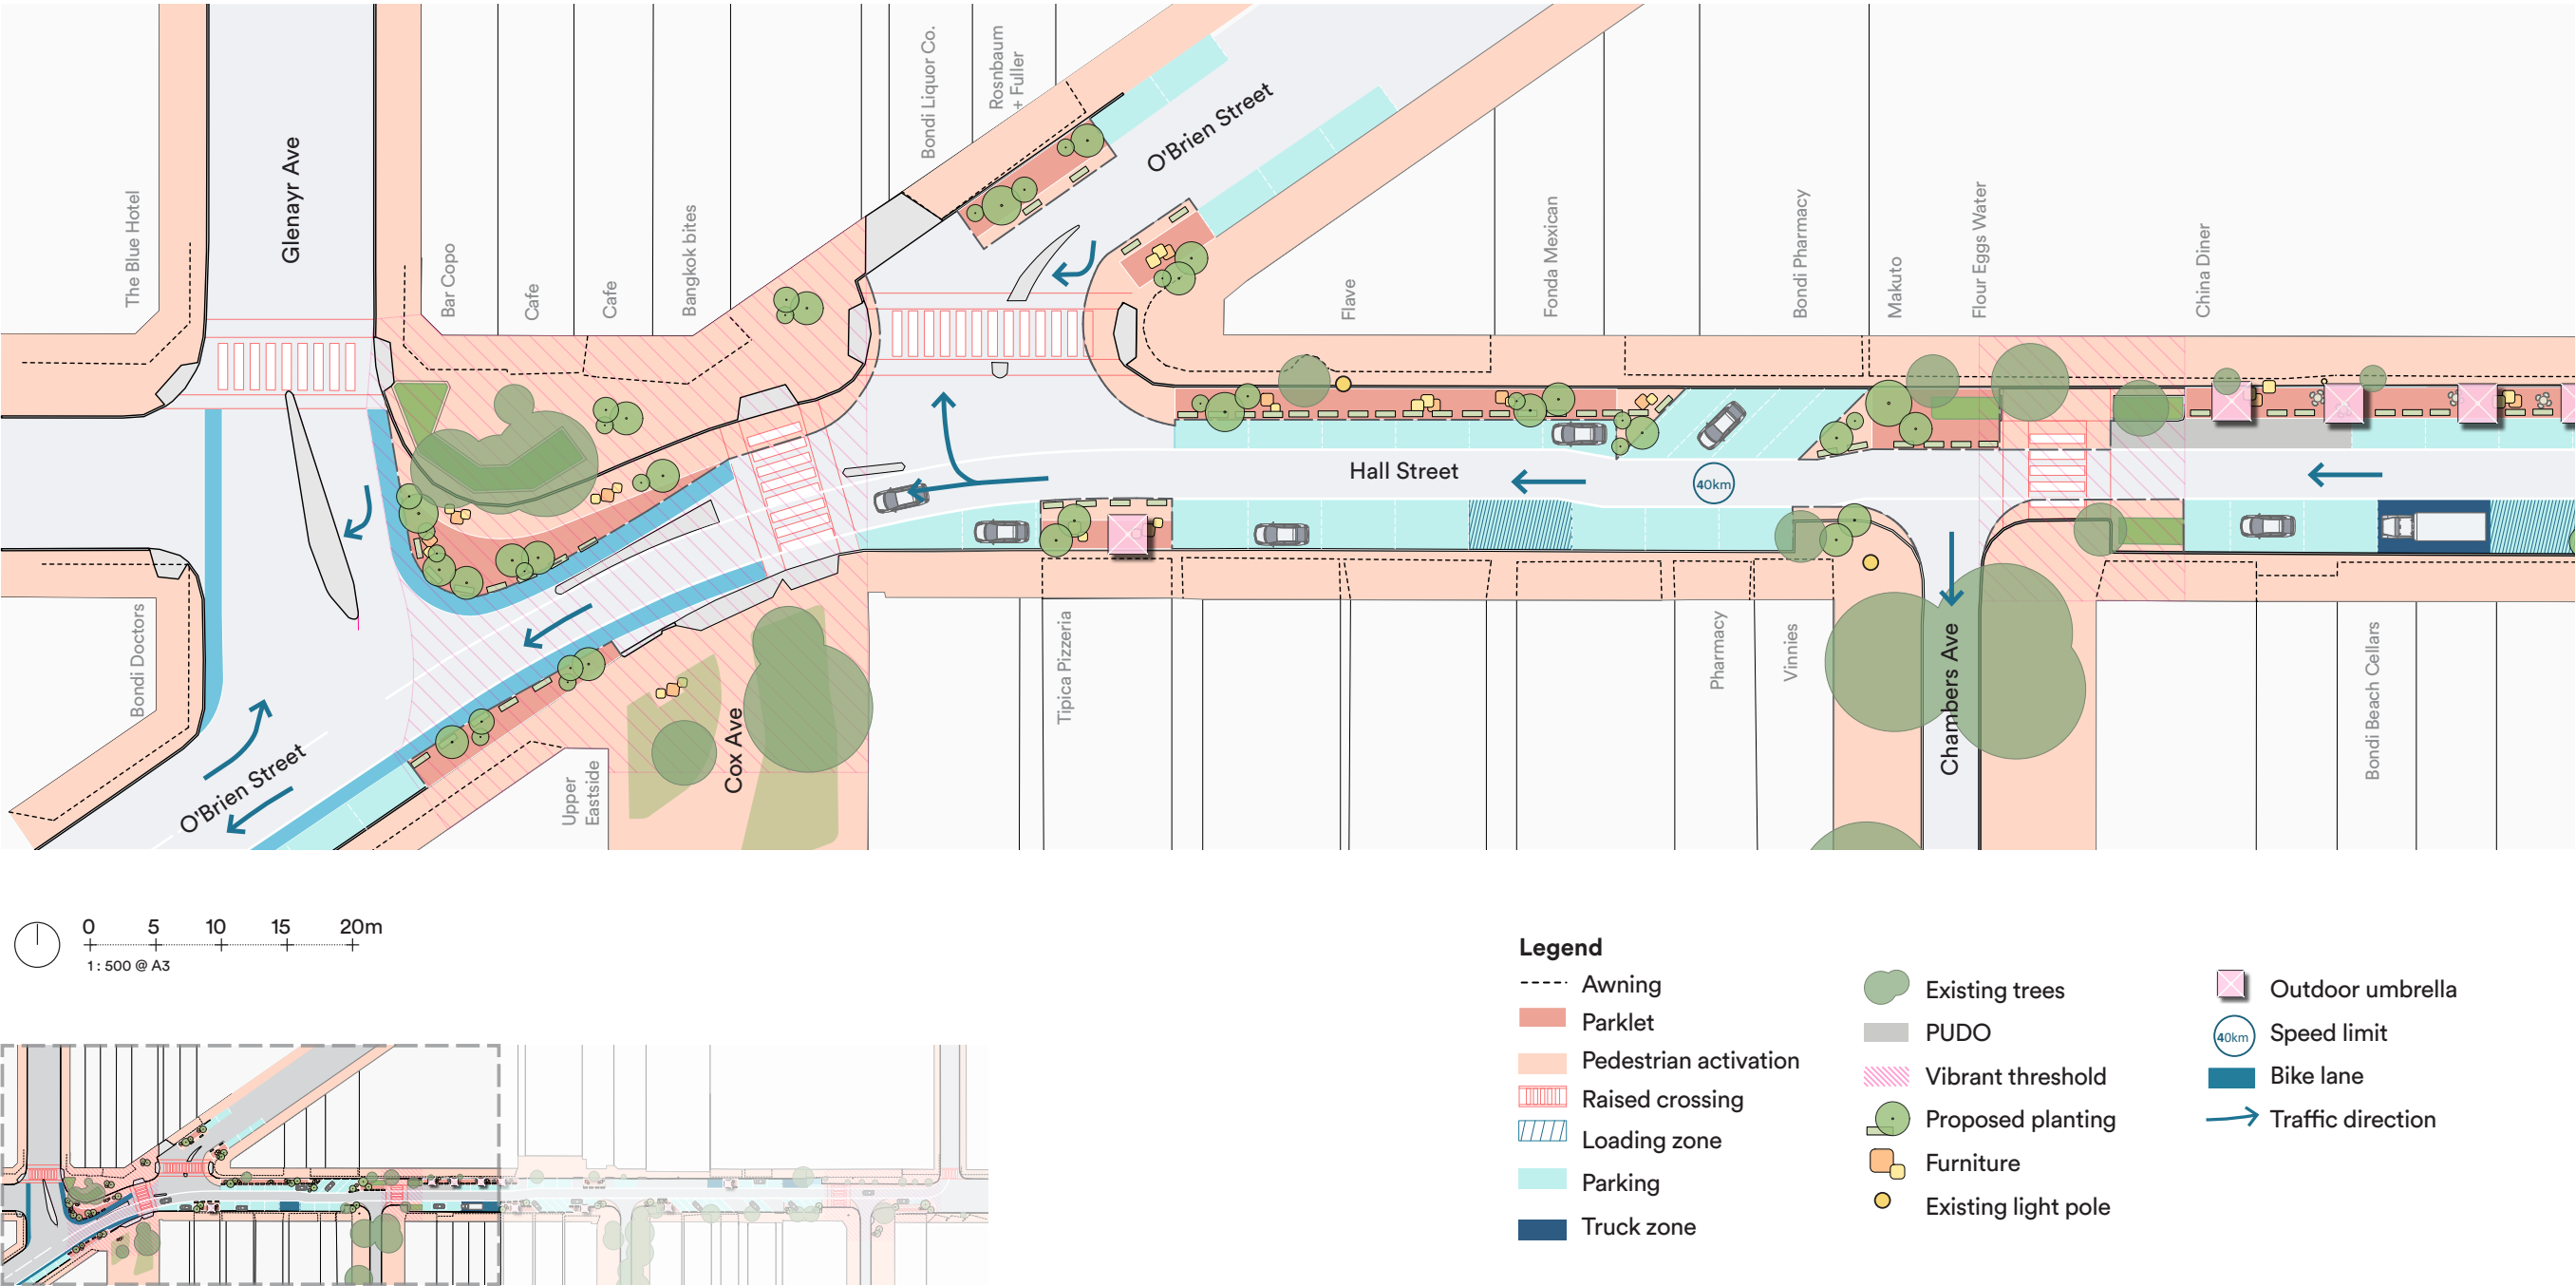 The Blue Hotel
Glenayr Ave
Bar Copo
Cafe
Cafe
Bangkok bites
Bondi Liquor Co.
Rosnbaum
+ Fuller
O'Brien Street
Flave
Fonda Mexican
Bondi Pharmacy
Makuto
Flour Eggs Water
China Diner
Hall Street
40km
Bondi Doctors
O'Brien Street
Upper
Eastside
Cox Ave
Tipica Pizzeria
Pharmacy
Vinnies
Chambers Ave
Bondi Beach Cellars
0 5 10 15 20m
1 : 500 @ A3
Legend
Awning
Parklet
Pedestrian activation
Raised crossing
Loading zone
Parking
Truck zone
Existing trees
PUDO
Vibrant threshold
Proposed planting
Furniture
Existing light pole
Outdoor umbrella
40km
Speed limit
Bike lane
Traffic direction